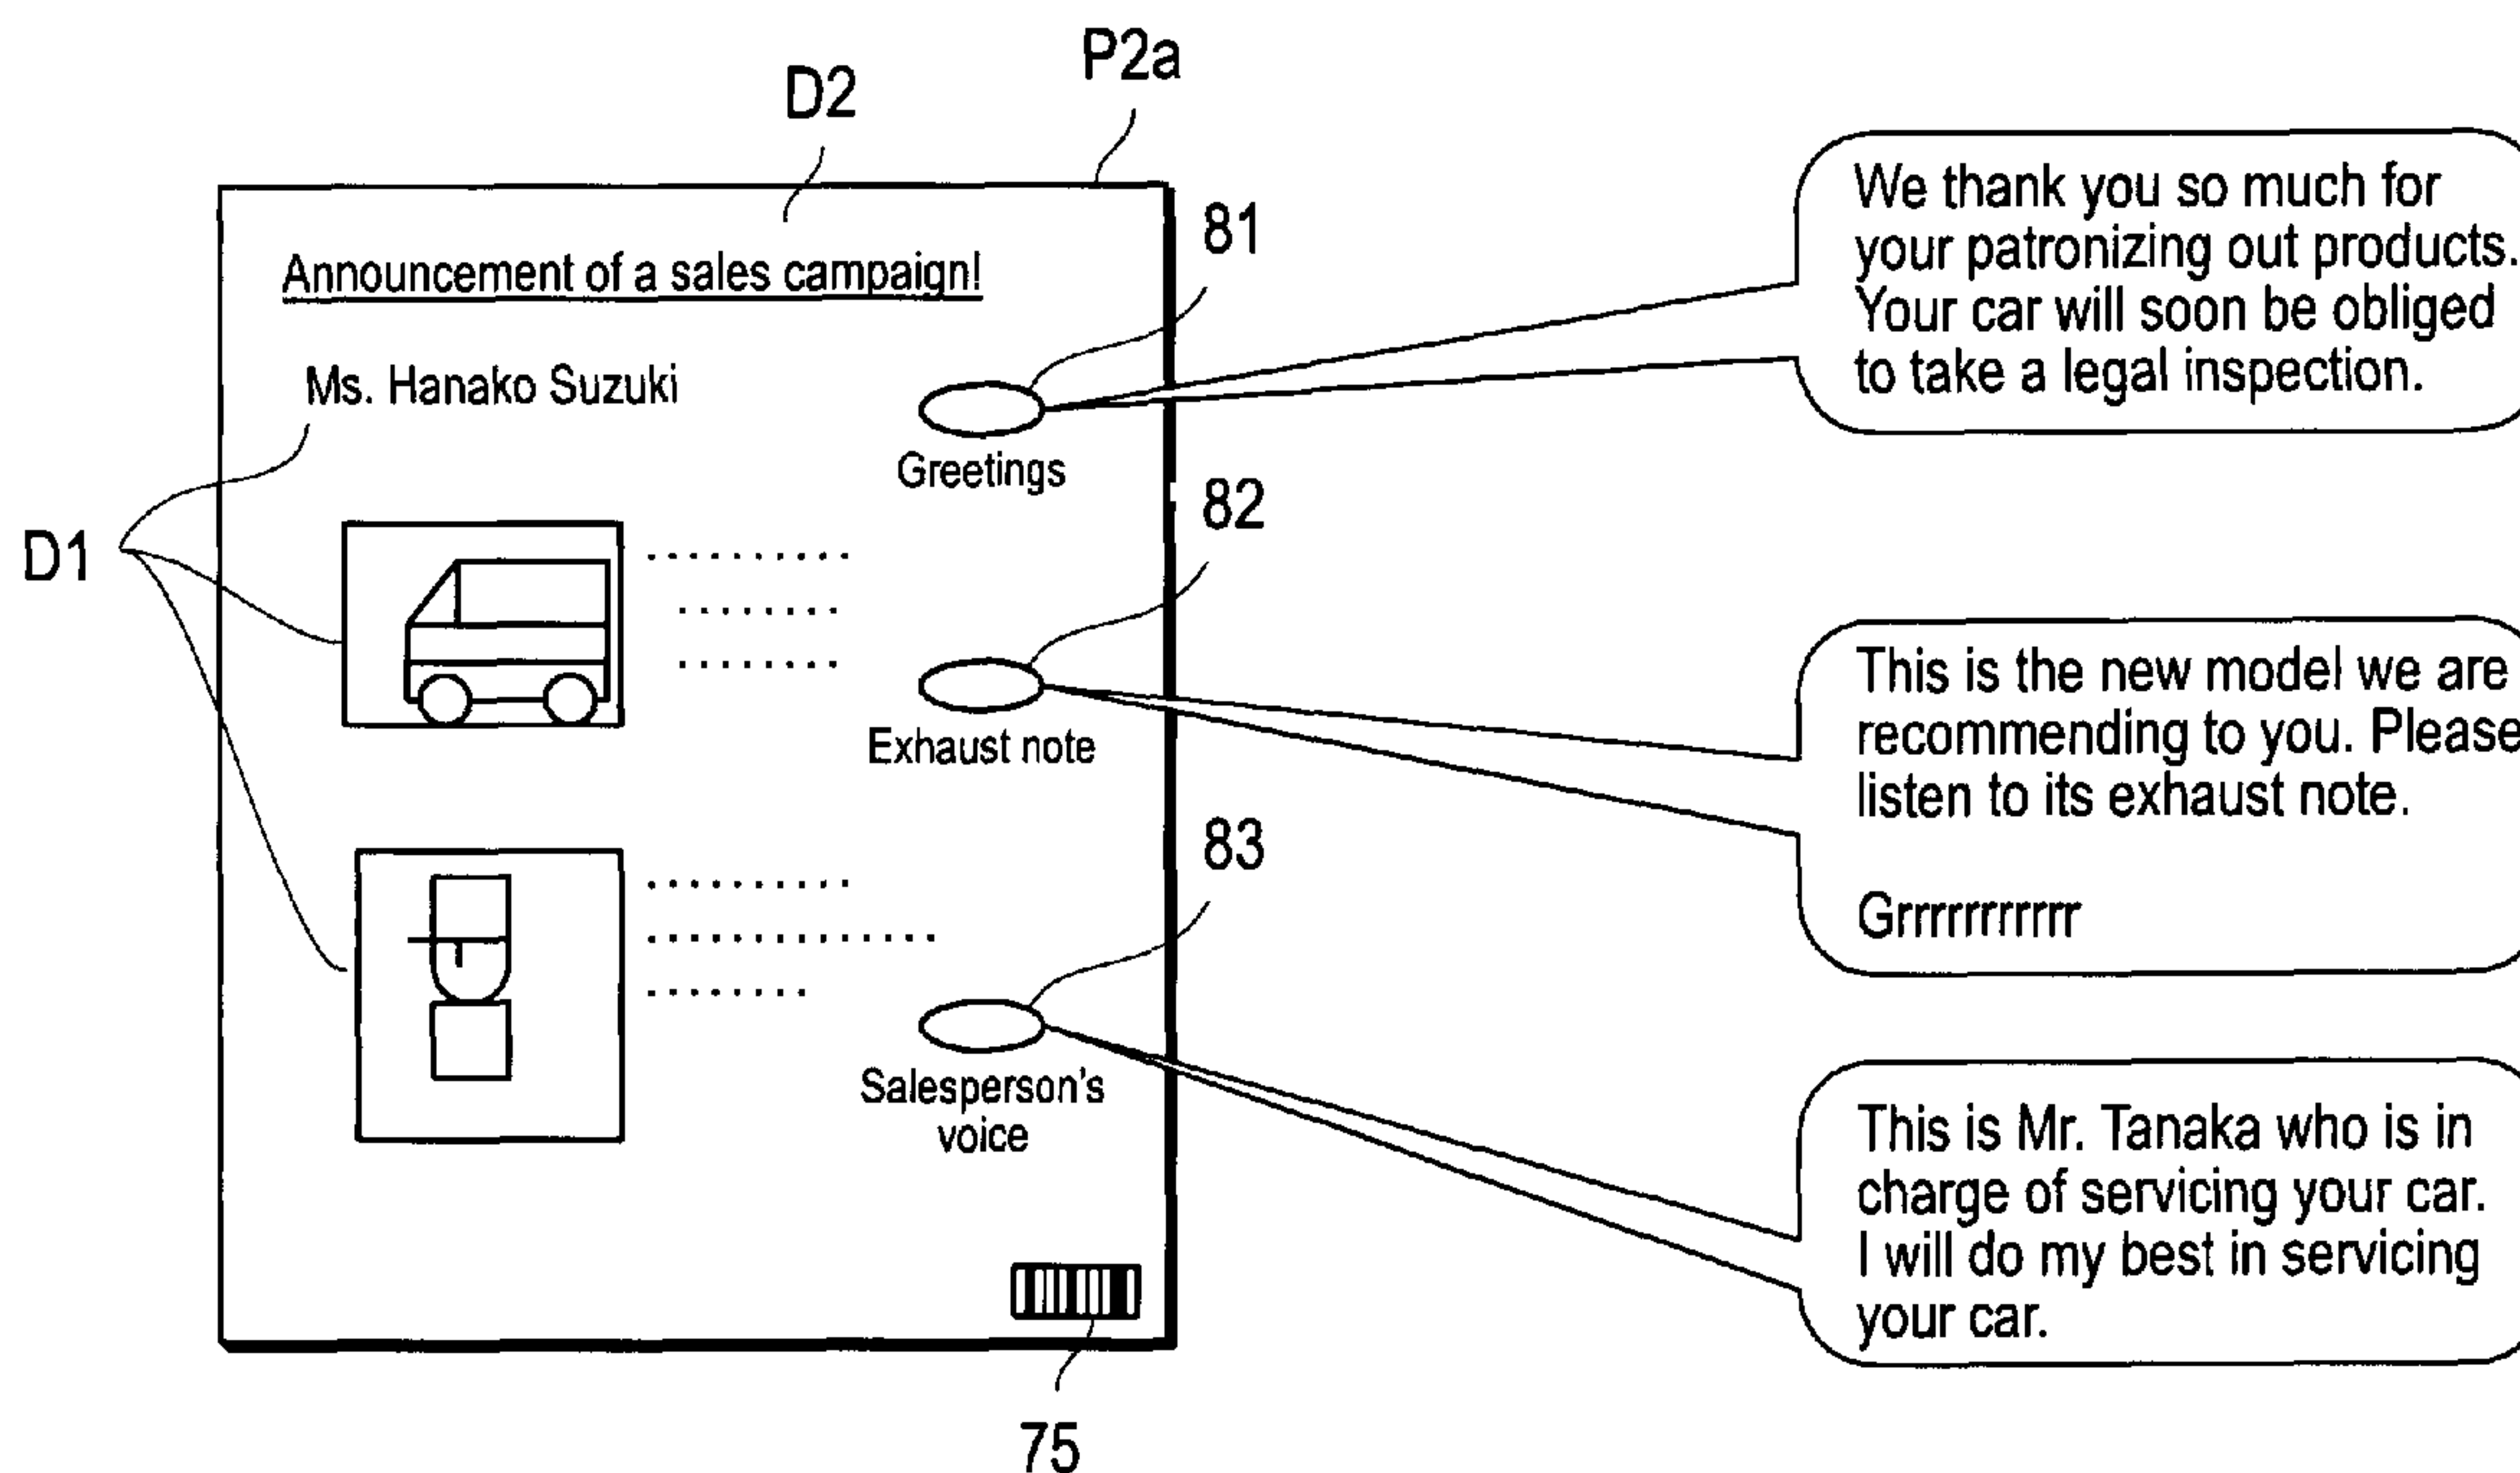 P2a
D2
81
Announcement of a sales campaign!
Ms. Hanako Suzuki
Greetings
We thank you so much for
your patronizing out products.
Your car will soon be obliged
to take a legal inspection.
D1
82
Exhaust note
This is the new model we are
recommending to you. Please
listen to its exhaust note.
Grrrrrrrrrrr
83
Salesperson's
voice
This is Mr. Tanaka who is in
charge of servicing your car.
I will do my best in servicing
your car.
75